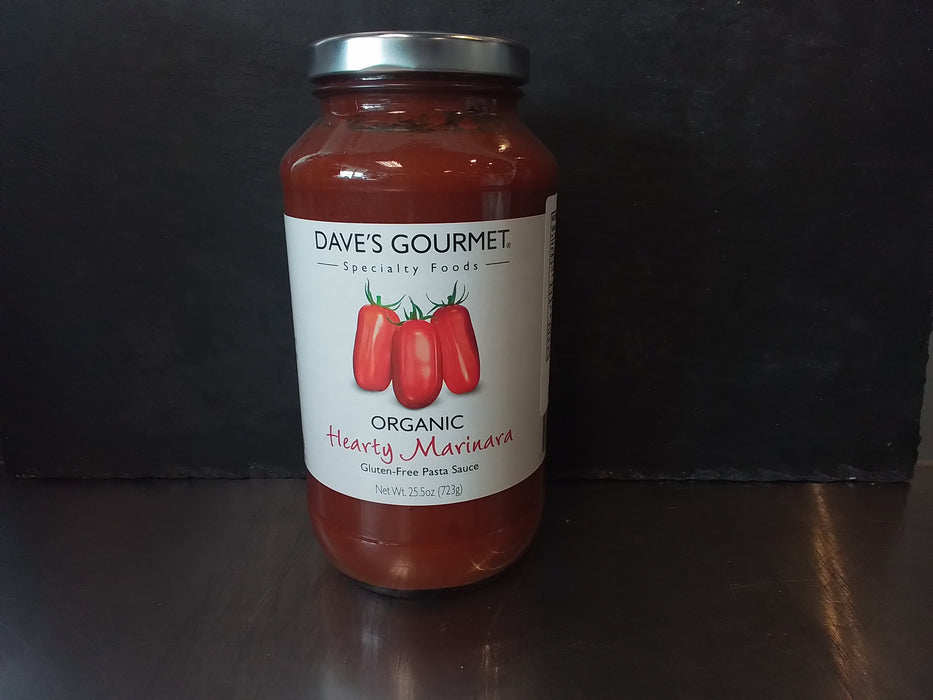 DAVE'S GOURMET®
Specialty Foods
ORGANIC
Hearty Marinara
Gluten-Free Pasta Sauce
Net Wt. 25.5oz (723g)